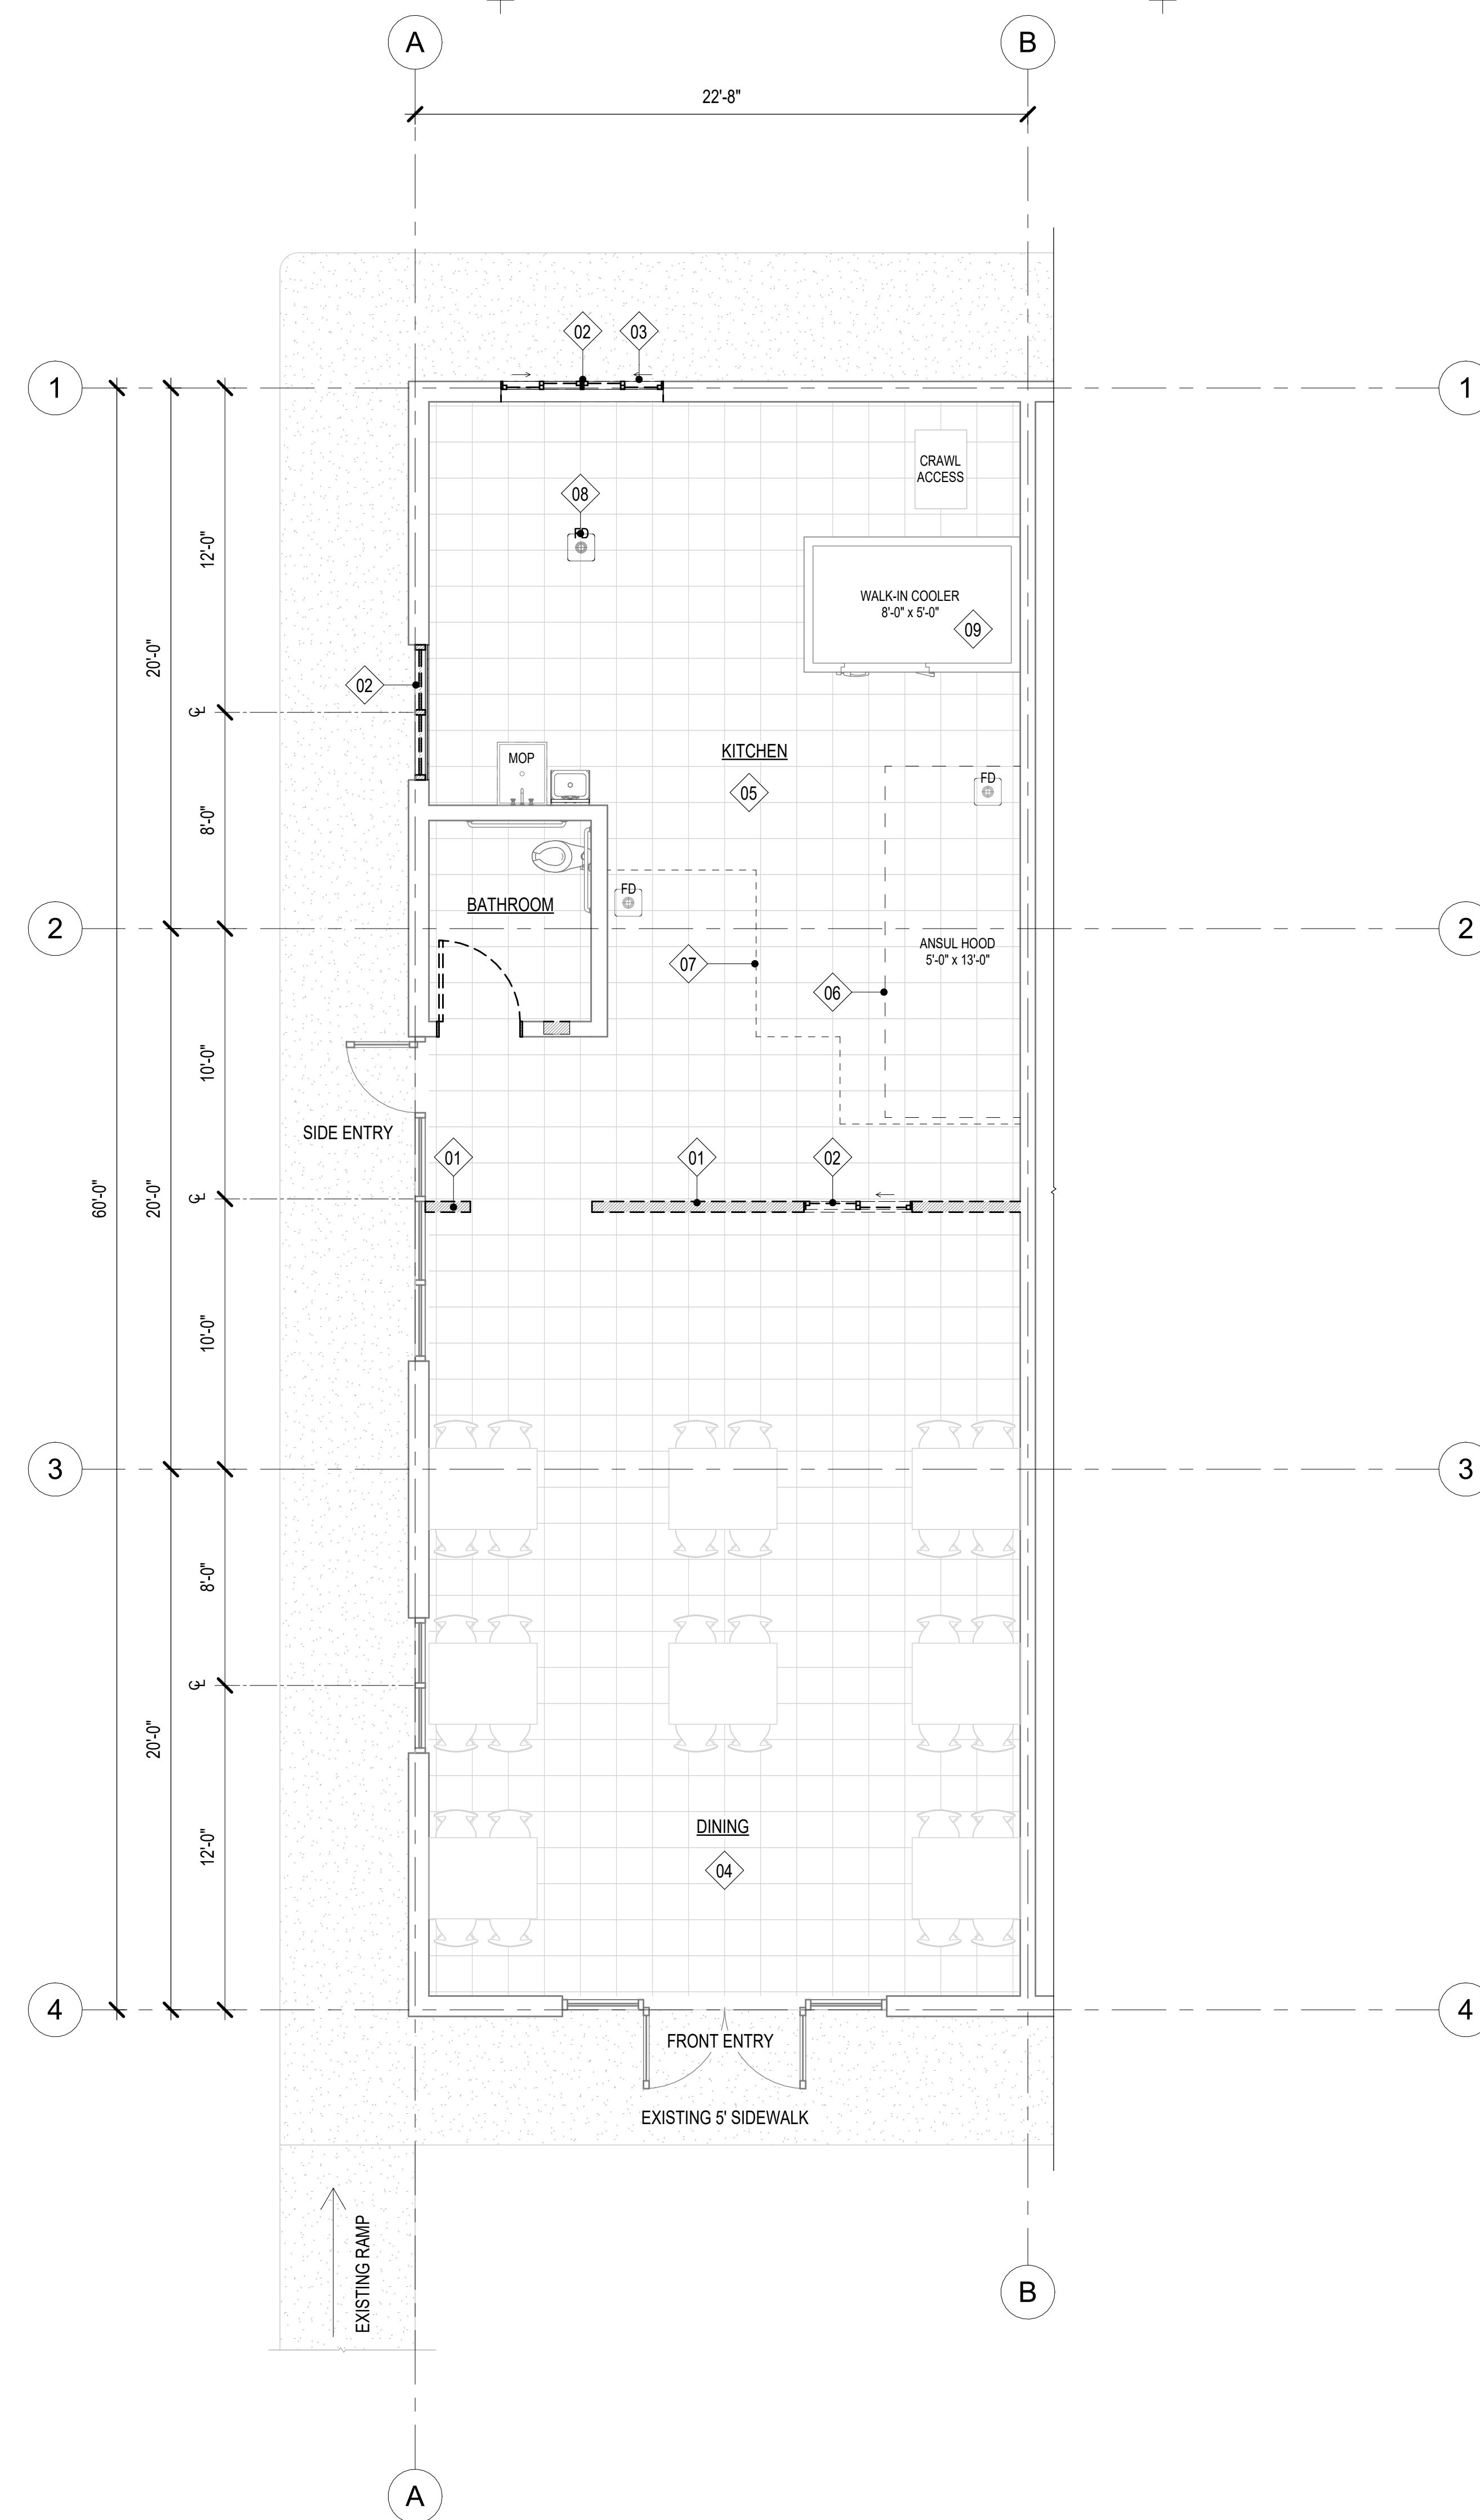 A
B
22'-8"
02
03
1
1
CRAWL
ACCESS
08
FD
12'-0"
WALK-IN COOLER
8'-0" x 5'-0"
09
20'-0"
02
℄
KITCHEN
MOP
FD
05
8'-0"
FD
BATHROOM
2
2
ANSUL HOOD
5'-0" x 13'-0"
07
06
10'-0"
SIDE ENTRY
01
01
02
60'-0"
20'-0"
℄
10'-0"
3
3
8'-0"
℄
20'-0"
DINING
12'-0"
04
4
4
FRONT ENTRY
EXISTING 5' SIDEWALK
EXISTING RAMP
B
A